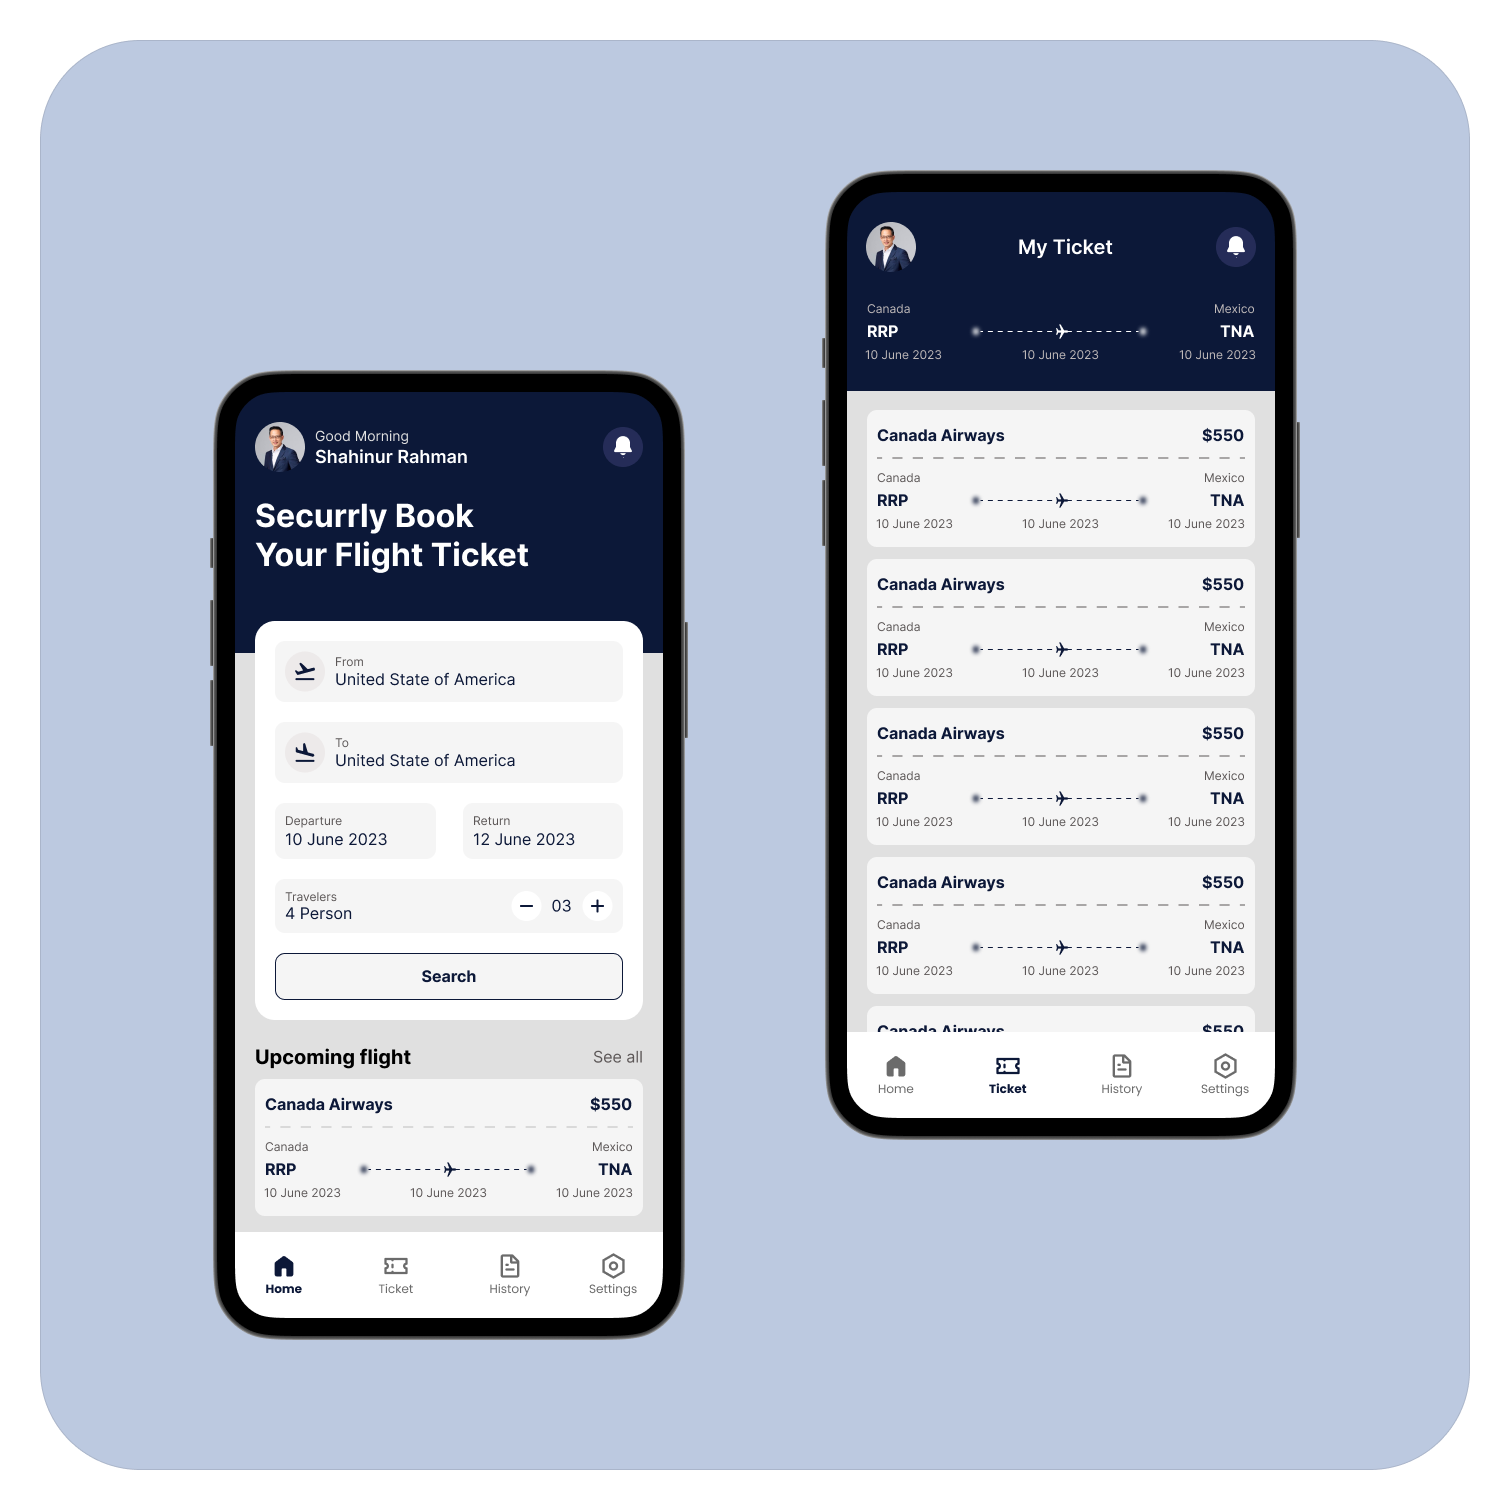 Good Morning
Shahinur Rahman
Securrly Book
Your Flight Ticket
From
United State of America
To
United State of America
Departure
10 June 2023
Return
12 June 2023
Travelers
4 Person
03
Search
Upcoming flight
See all
Canada Airways
$550
Canada
Mexico
RRP
TNA
10 June 2023
10 June 2023
10 June 2023
Home
Ticket
History
Settings
My Ticket
Canada
Mexico
RRP
TNA
10 June 2023
10 June 2023
10 June 2023
Canada Airways
$550
Canada
Mexico
RRP
TNA
10 June 2023
10 June 2023
10 June 2023
Canada Airways
$550
Canada
Mexico
RRP
TNA
10 June 2023
10 June 2023
10 June 2023
Canada Airways
$550
Canada
Mexico
RRP
TNA
10 June 2023
10 June 2023
10 June 2023
Canada Airways
$550
Canada
Mexico
RRP
TNA
10 June 2023
10 June 2023
10 June 2023
Canada Airways
$550
Home
Ticket
History
Settings